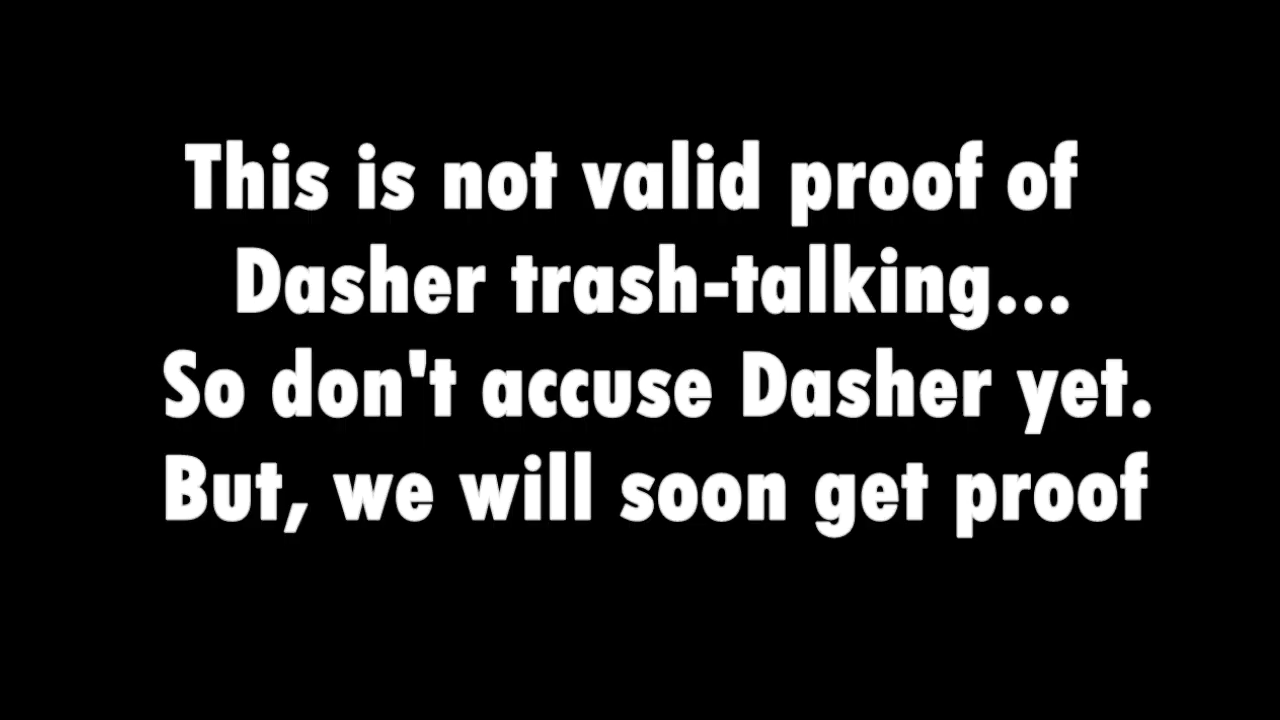 This is not valid proof of
Dasher trash-talking...
So don't accuse Dasher yet.
But, we will soon get proof